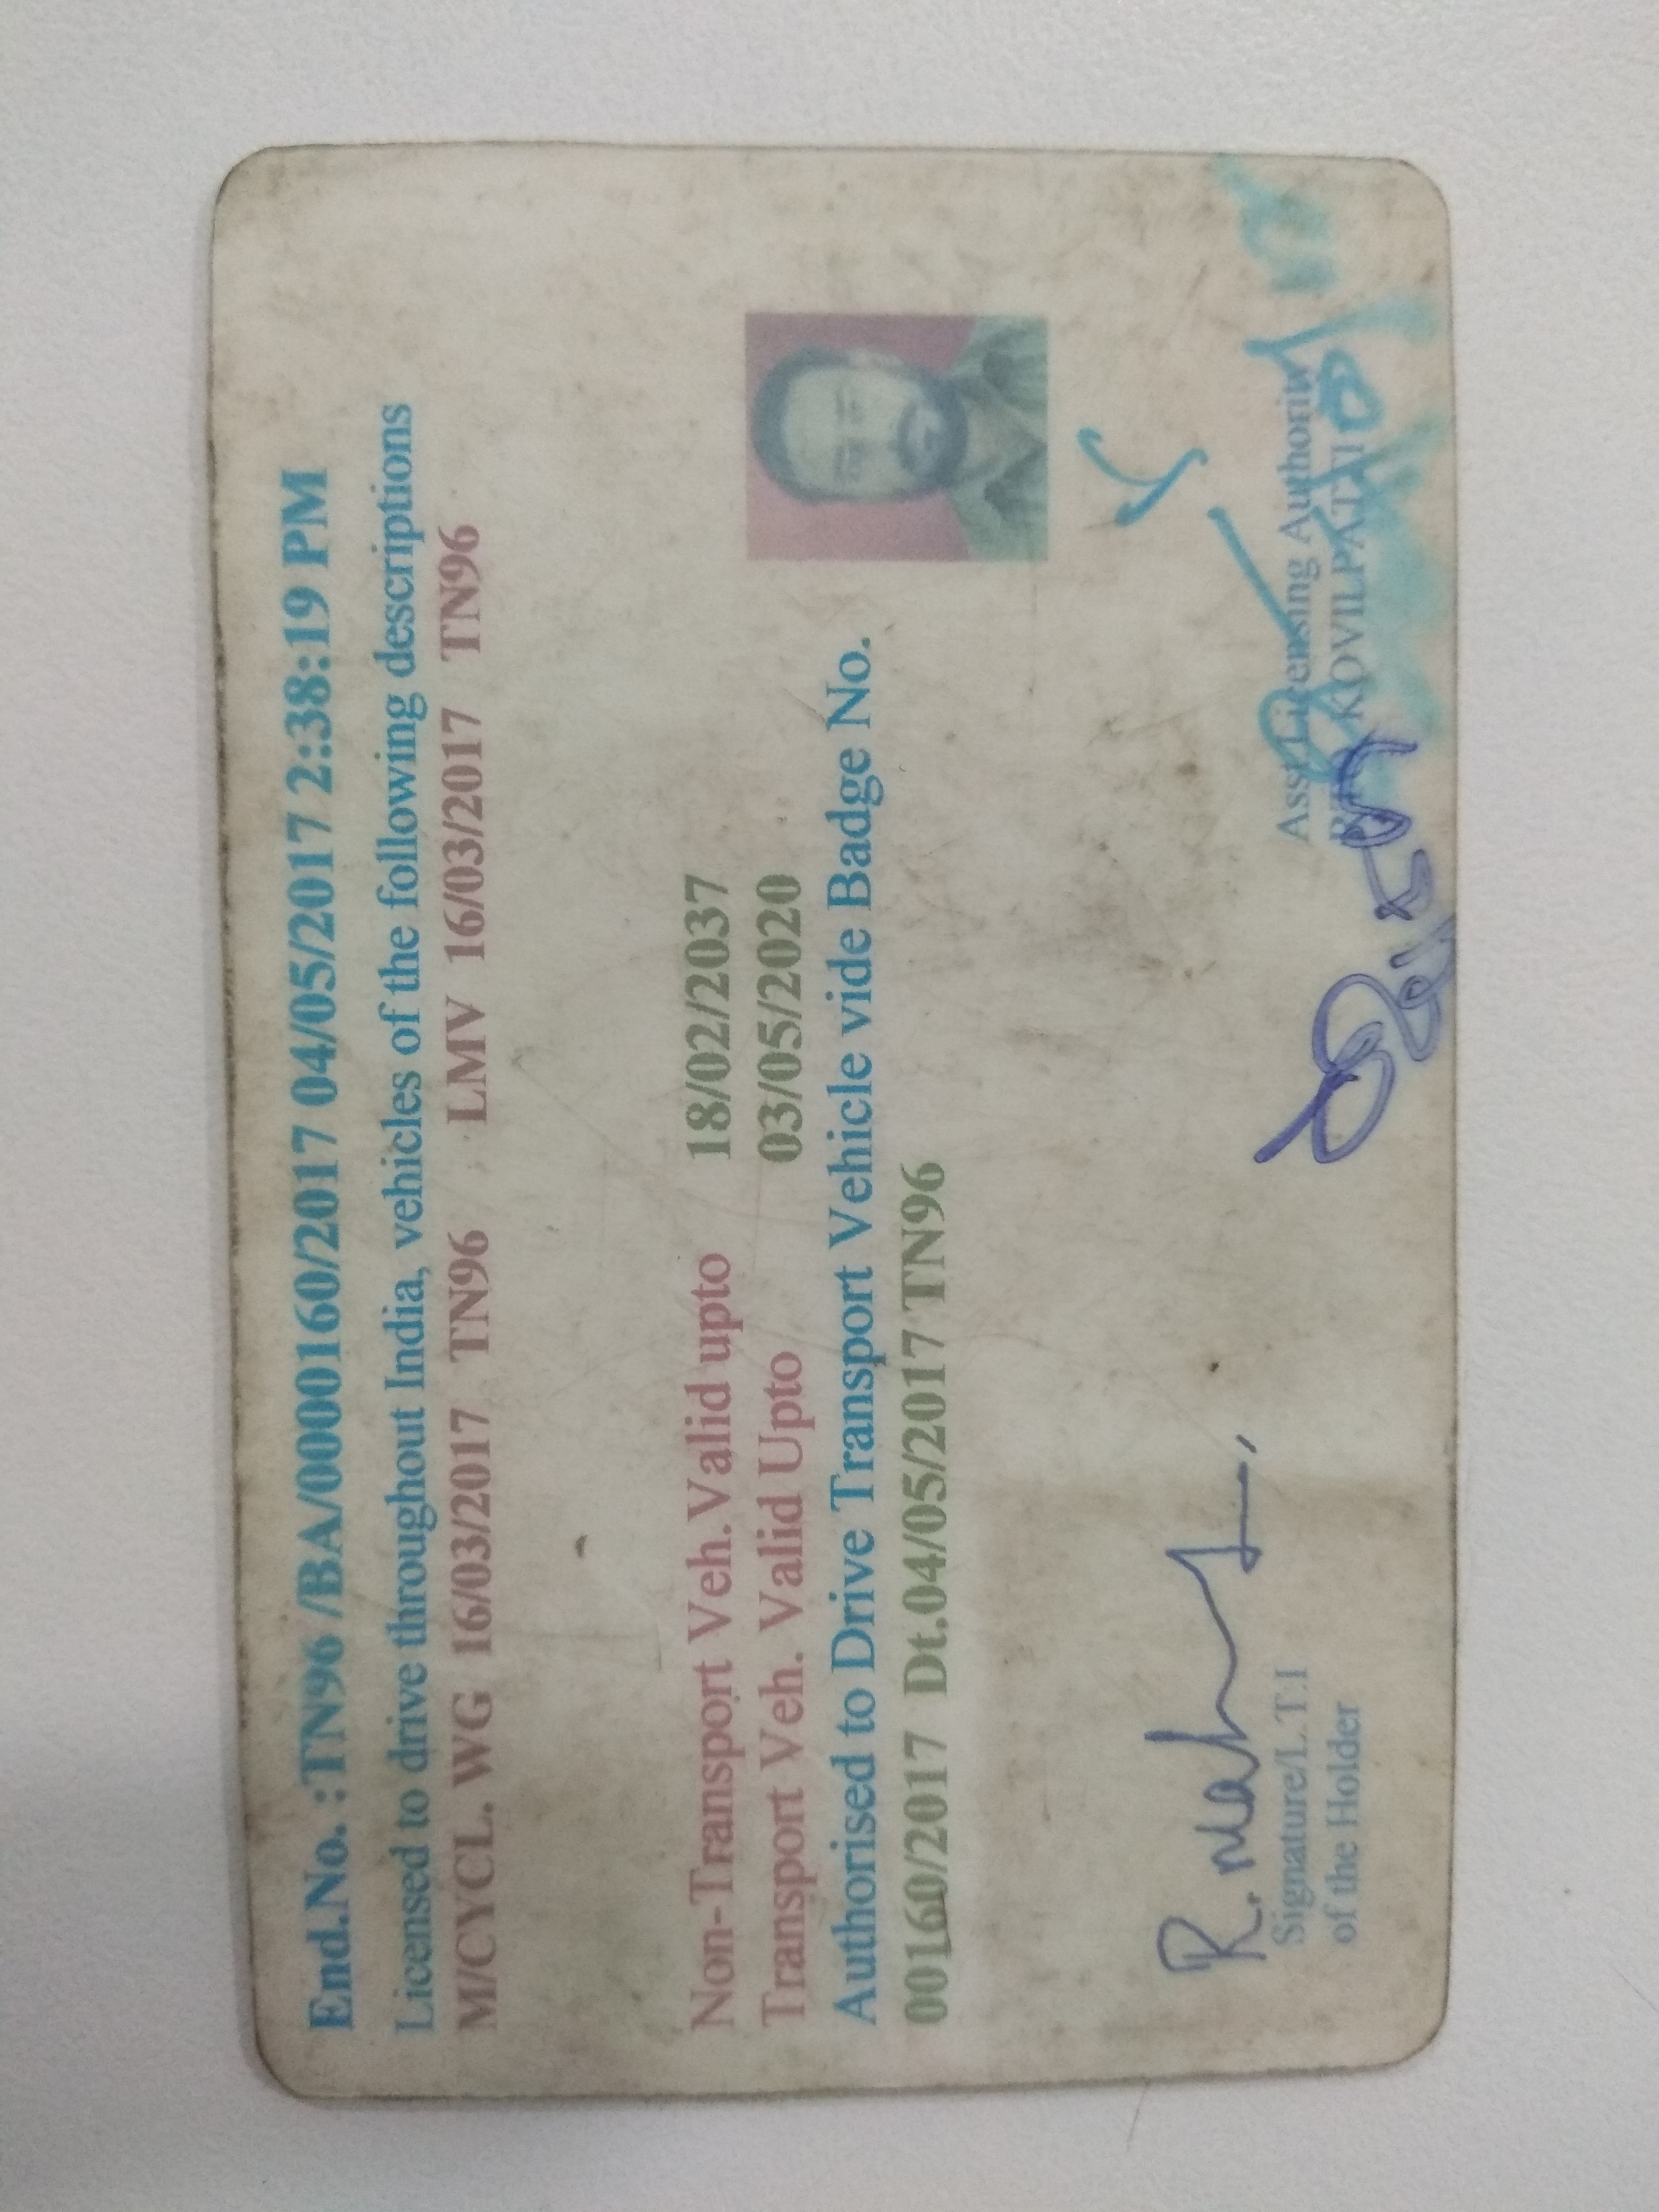 End.No. :TN96 /BA/0000160/2017 04/05/2017 2:38:19 PM
Licensed to drive throughout India, vehicles of the following descriptions
M/CYCL. WG 16/03/2017 TN96 LMV 16/03/2017 TN96
Non-Transport Veh.Valid upto 18/02/2037
Transport Veh. Valid Upto 03/05/2020
Authorised to Drive Transport Vehicle vide Badge No.
00160/2017 Dt.04/05/2017 TN96
Signature/L.T.I
of the Holder
Asst Licensing Authority
KOVILPATTI